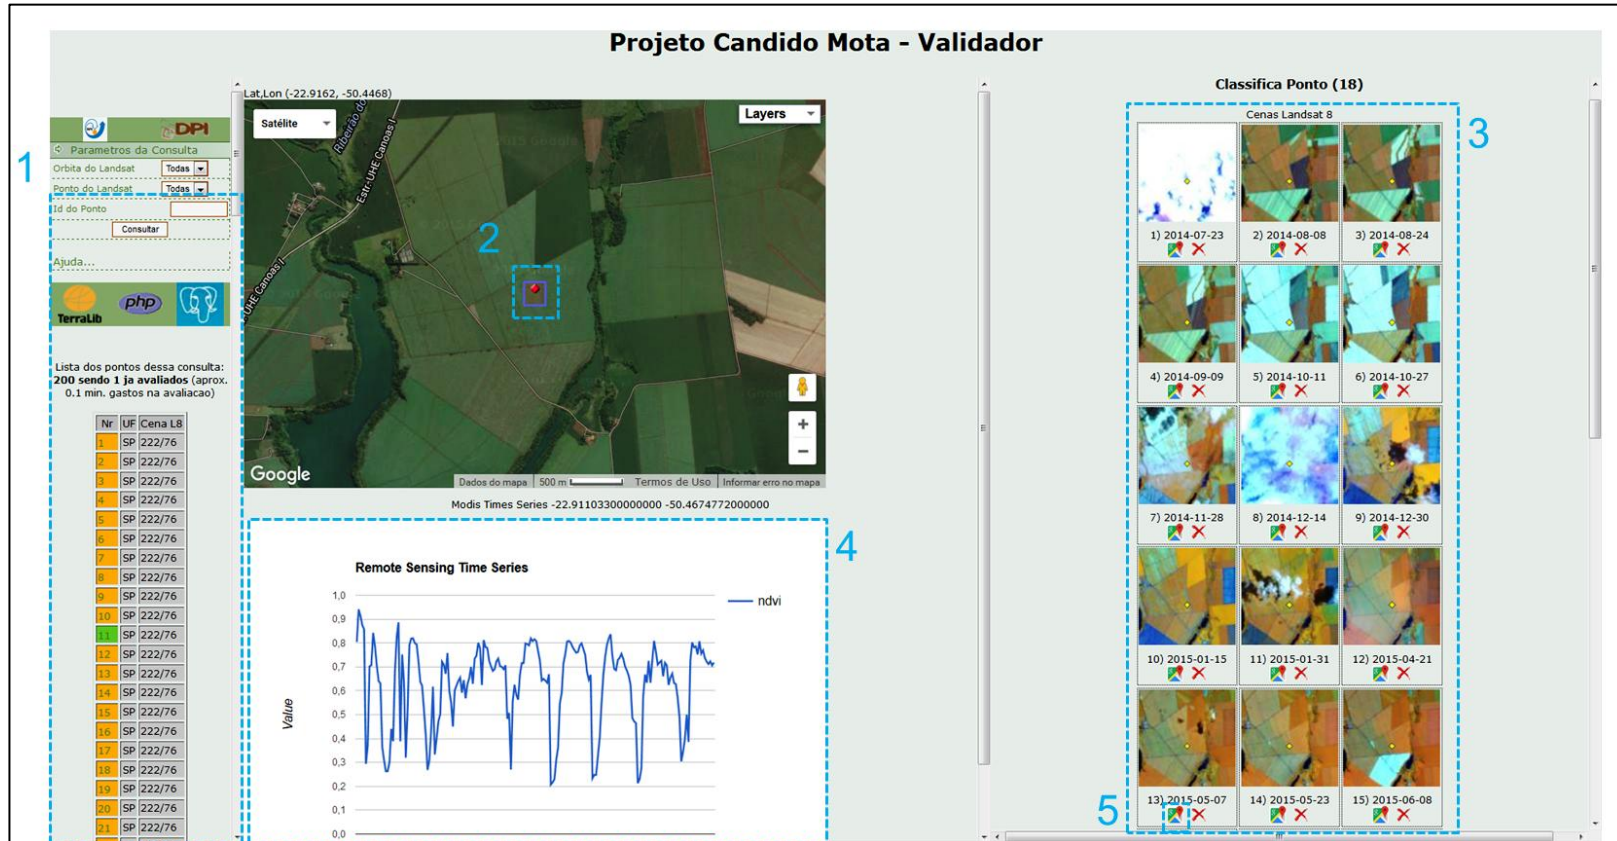 Projeto Candido Mota - Validador
1
DPI
Parametros da Consulta
Orbita do Landsat Todas
Ponto do Landsat Todas
Id do Ponto
Consultar
Ajuda...
TerraLib php
Lista dos pontos dessa consulta:
200 sendo 1 ja avaliados (aprox.
0.1 min. gastos na avaliacao)
Nr UF Cena L8
1 SP 222/76
2 SP 222/76
3 SP 222/76
4 SP 222/76
5 SP 222/76
6 SP 222/76
7 SP 222/76
8 SP 222/76
9 SP 222/76
10 SP 222/76
11 SP 222/76
12 SP 222/76
13 SP 222/76
14 SP 222/76
15 SP 222/76
16 SP 222/76
17 SP 222/76
18 SP 222/76
19 SP 222/76
20 SP 222/76
21 SP 222/76
Lat,Lon (-22.9162, -50.4468)
Satélite
Layers
Ribeirão do
Estr-UHE Canoas I
-UHE Canoas I
2
Google
Dados do mapa 500 m Termos de Uso Informar erro no mapa
Modis Times Series -22.91103300000000 -50.4674772000000
4
Remote Sensing Time Series
ndvi
Value
1,0
0,9
0,8
0,7
0,6
0,5
0,4
0,3
0,2
0,1
0,0
Classifica Ponto (18)
Cenas Landsat 8
3
1) 2014-07-23 2) 2014-08-08 3) 2014-08-24
4) 2014-09-09 5) 2014-10-11 6) 2014-10-27
7) 2014-11-28 8) 2014-12-14 9) 2014-12-30
10) 2015-01-15 11) 2015-01-31 12) 2015-04-21
13) 2015-05-07 14) 2015-05-23 15) 2015-06-08
5